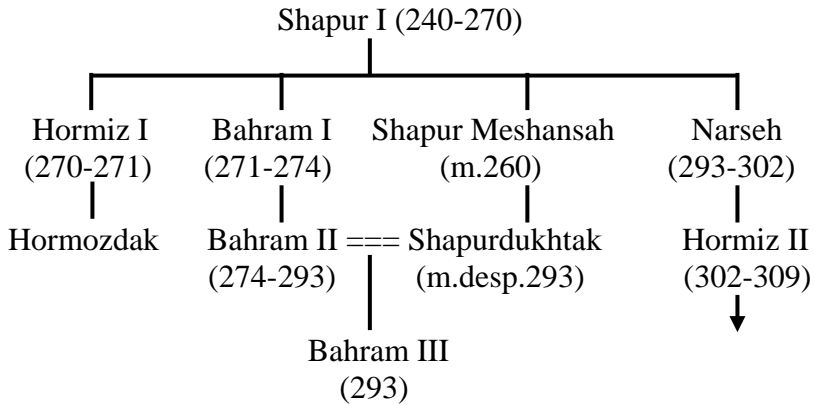 Shapur I (240-270)
Hormiz I Bahram I Shapur Meshansah Narseh
(270-271) (271-274) (m.260) (293-302)
Hormozdak Bahram II === Shapurdukhtak Hormiz II
(274-293) (m.desp.293) (302-309)
Bahram III
(293)